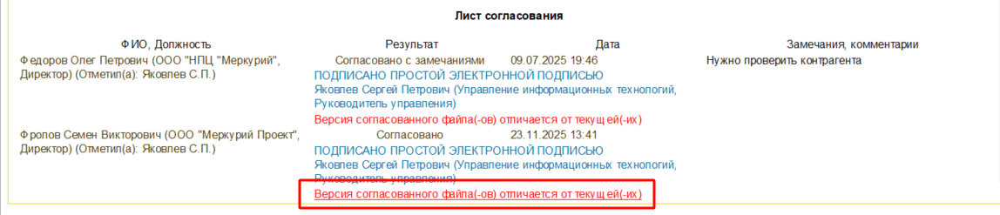 Лист согласования
ФИО, Должность Результат Дата Замечания, комментарии
Федоров Олег Петрович (ООО "НПЦ "Меркурий", Согласовано с замечаниями 09.07.2025 19:46 Нужно проверить контрагента
Директор) (Отметил(а): Яковлев С.П.) ПОДПИСАНО ПРОСТОЙ ЭЛЕКТРОННОЙ ПОДПИСЬЮ
Яковлев Сергей Петрович (Управление информационных технологий,
Руководитель управления)
Версия согласованного файла(-ов) отличается от текущей(-их)
Фролов Семен Викторович (ООО "Меркурий Проект", Согласовано 23.11.2025 13:41
Директор) (Отметил(а): Яковлев С.П.) ПОДПИСАНО ПРОСТОЙ ЭЛЕКТРОННОЙ ПОДПИСЬЮ
Яковлев Сергей Петрович (Управление информационных технологий,
Руководитель управления)
Версия согласованного файла(-ов) отличается от текущей(-их)